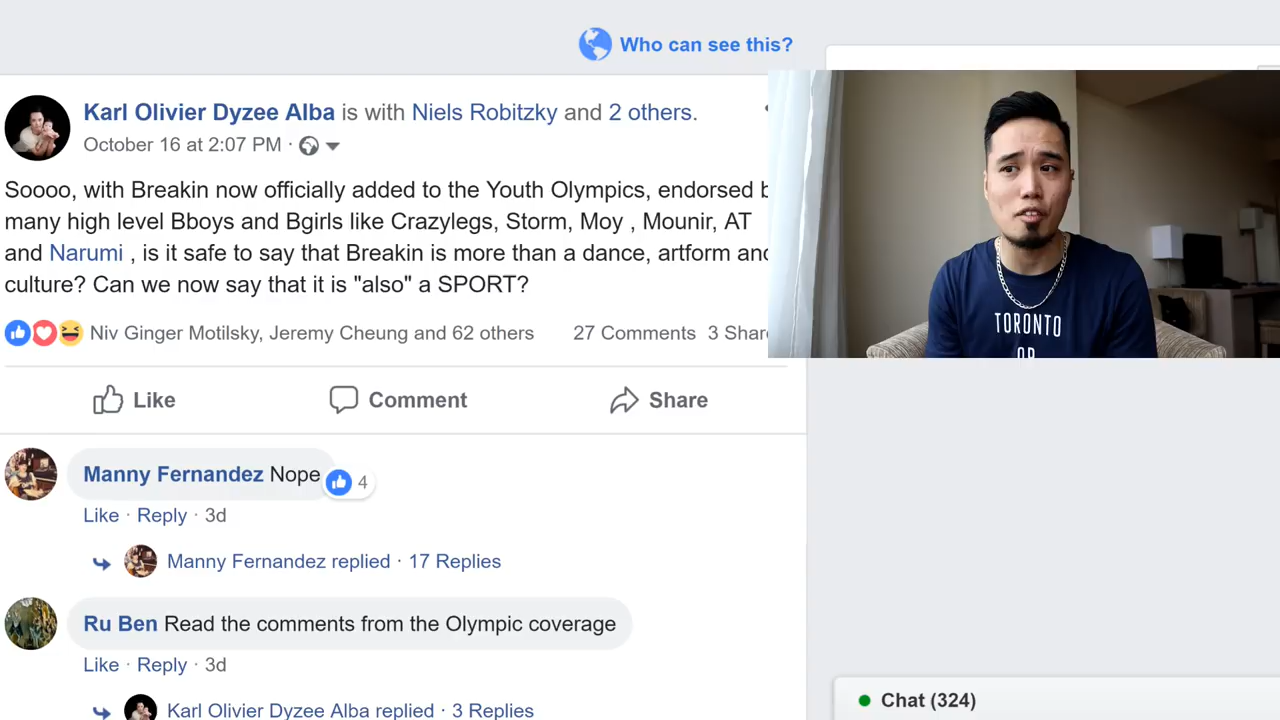 Who can see this?
Karl Olivier Dyzee Alba is with Niels Robitzky and 2 others.
October 16 at 2:07 PM ·
Soooo, with Breakin now officially added to the Youth Olympics, endorsed
many high level Bboys and Bgirls like Crazylegs, Storm, Moy , Mounir, AT
and Narumi , is it safe to say that Breakin is more than a dance, artform
culture? Can we now say that it is "also" a SPORT?
Niv Ginger Motilsky, Jeremy Cheung and 62 others 27 Comments 3
Like Comment Share
Manny Fernandez Nope
4
Like · Reply · 3d
Manny Fernandez replied · 17 Replies
Ru Ben Read the comments from the Olympic coverage
Like · Reply · 3d
Karl Olivier Dyzee Alba replied · 3 Replies
TORONTO
OR
Chat (324)